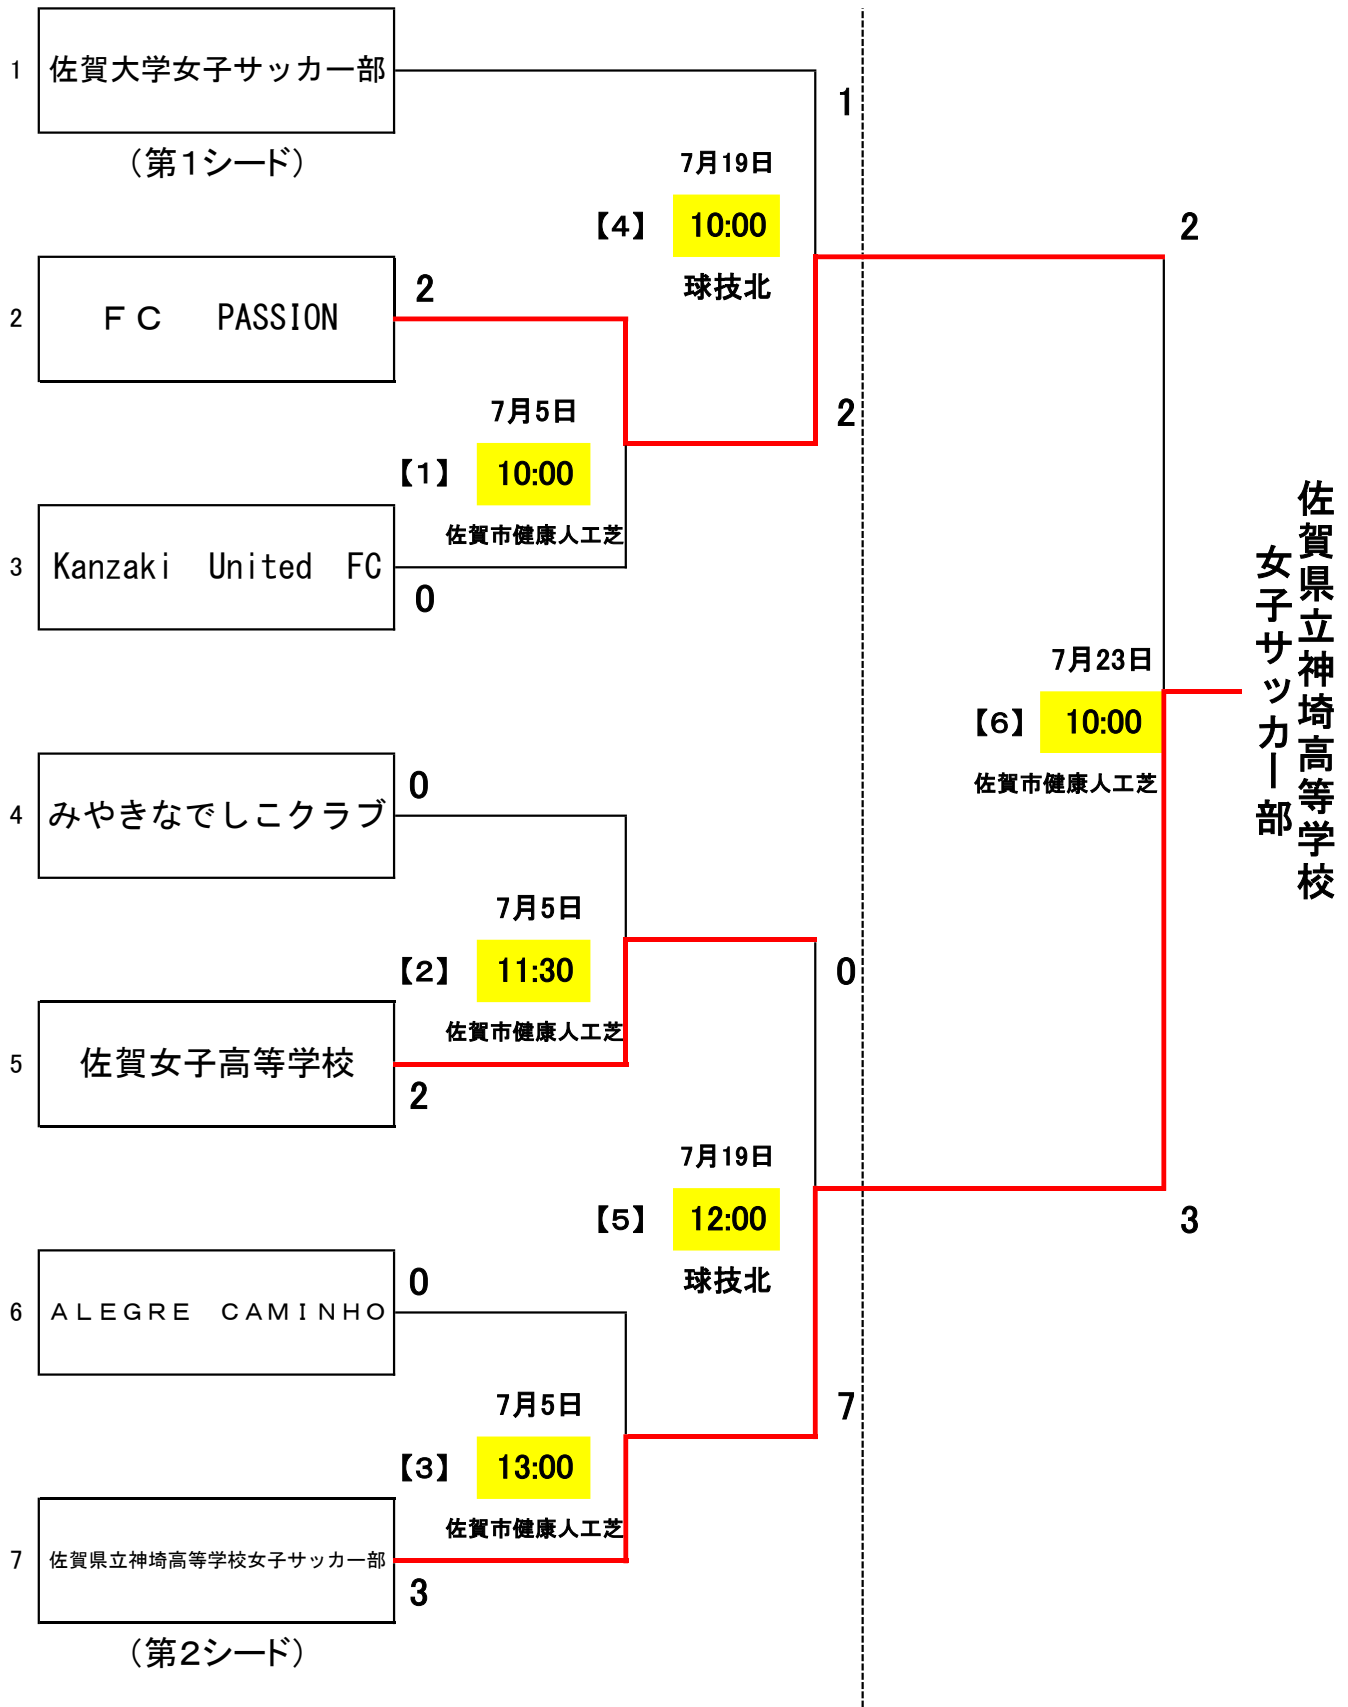 1
佐賀大学女子サッカー部
（第１シード）
1
7月19日
【４】
10:00
球技北
2
2
ＦＣ　PASSION
2
7月5日
【１】
10:00
佐賀市健康人工芝
2
3
Kanzaki　United　FC
0
佐賀県立神埼高等学校
女子サッカー部
7月23日
【６】
10:00
佐賀市健康人工芝
4
みやきなでしこクラブ
0
7月5日
【２】
11:30
佐賀市健康人工芝
0
5
佐賀女子高等学校
2
7月19日
【５】
12:00
球技北
3
6
ＡＬＥＧＲＥ　ＣＡＭＩＮＨＯ
0
7月5日
【３】
13:00
佐賀市健康人工芝
7
7
佐賀県立神埼高等学校女子サッカー部
3
（第２シード）